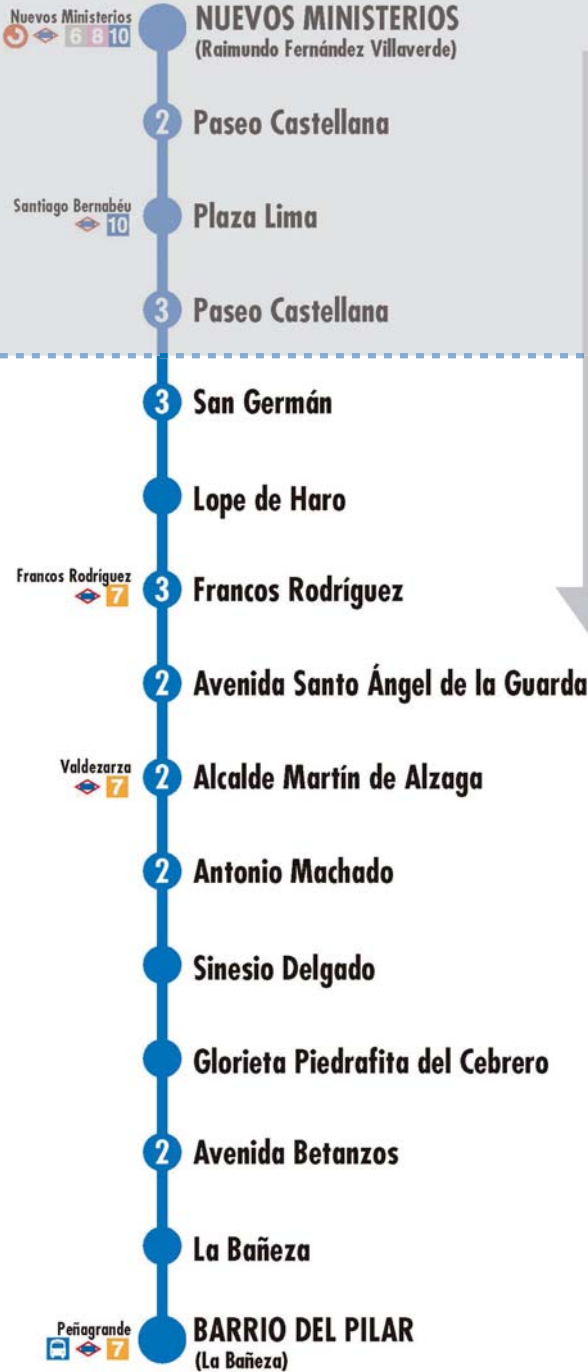 Nuevos Ministerios
6 8 10
NUEVOS MINISTERIOS
(Raimundo Fernández Villaverde)
2 Paseo Castellana
Santiago Bernabéu
10
Plaza Lima
3 Paseo Castellana
3 San Germán
Lope de Haro
Francos Rodríguez
7
3 Francos Rodríguez
2 Avenida Santo Ángel de la Guarda
Valdezarza
7
2 Alcalde Martín de Alzaga
2 Antonio Machado
Sinesio Delgado
Glorieta Piedrafita del Cebrero
2 Avenida Betanzos
La Bañeza
Peñagrande
7
BARRIO DEL PILAR
(La Bañeza)